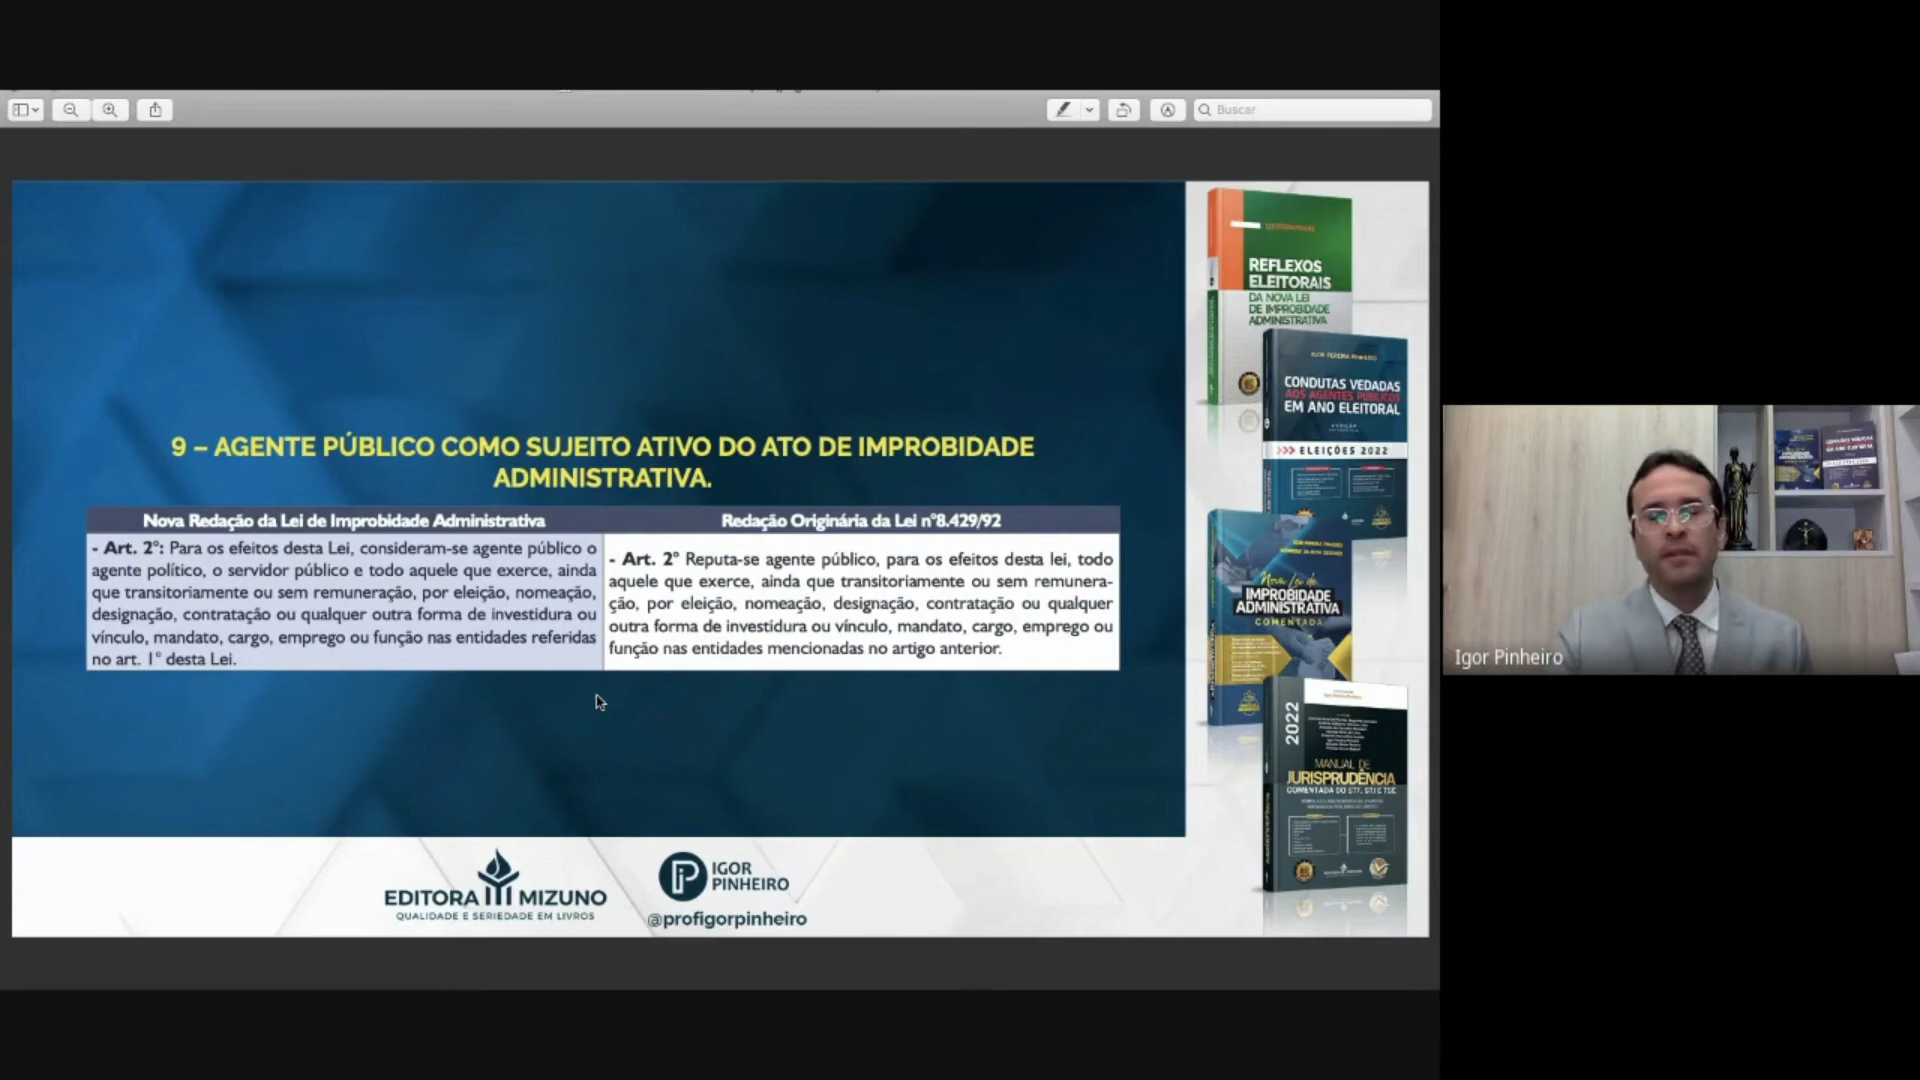 Buscar
9 – AGENTE PÚBLICO COMO SUJEITO ATIVO DO ATO DE IMPROBIDADE
ADMINISTRATIVA.
Nova Redação da Lei de Improbidade Administrativa
- Art. 2º: Para os efeitos desta Lei, consideram-se agente público o
agente político, o servidor público e todo aquele que exerce, ainda
que transitoriamente ou sem remuneração, por eleição, nomeação,
designação, contratação ou qualquer outra forma de investidura ou
vínculo, mandato, cargo, emprego ou função nas entidades referidas
no art. 1º desta Lei.
Redação Originária da Lei nº8.429/92
- Art. 2º Reputa-se agente público, para os efeitos desta lei, todo
aquele que exerce, ainda que transitoriamente ou sem remunera-
ção, por eleição, nomeação, designação, contratação ou qualquer
outra forma de investidura ou vínculo, mandato, cargo, emprego ou
função nas entidades mencionadas no artigo anterior.
REFLEXOS
ELEITORAIS
DA NOVA LEI
DE IMPROBIDADE
ADMINISTRATIVA
IGOR PEREIRA PINHEIRO
CONDUTAS VEDADAS
AOS AGENTES PÚBLICOS
EM ANO ELEITORAL
ELEIÇÕES 2022
Nova Lei de
IMPROBIDADE
ADMINISTRATIVA
COMENTADA
2022
MANUAL DE
JURISPRUDÊNCIA
COMENTADA DO STF, STJ E TSE
EDITORA MIZUNO
QUALIDADE E SERIEDADE EM LIVROS
IGOR
PINHEIRO
@profigorpinheiro
Igor Pinheiro